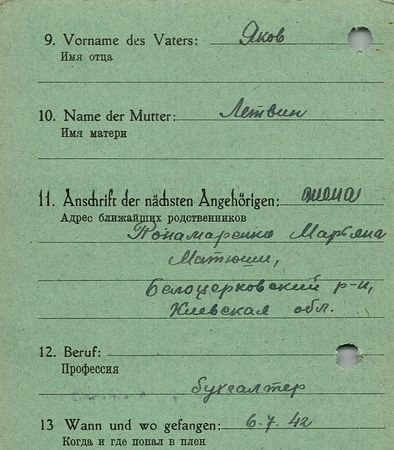 9. Vorname des Vaters: Яков
Имя отца
10. Name der Mutter: Летвин
Имя матери
11. Anschrift der nächsten Angehörigen: жена
Адрес ближайших родственников
Понамаренко Марьяна
Матюши,
Белоцерковский р-н,
Киевская обл.
12. Beruf:
Профессия
бухгалтер
13 Wann und wo gefangen: 6.7.42
Когда и где попал в плен